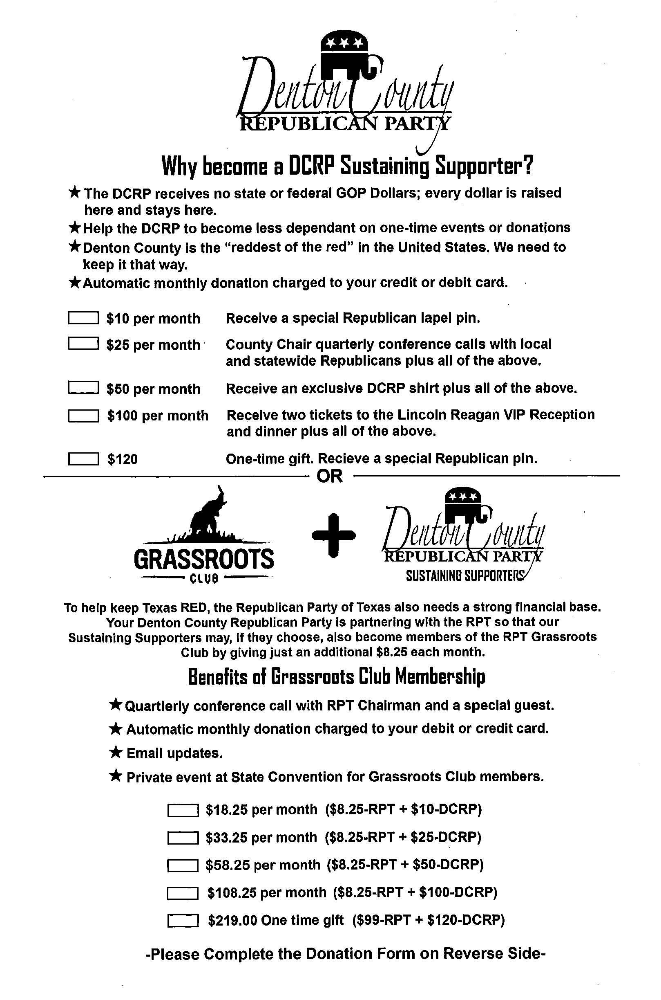 Denton County
REPUBLICAN PARTY
Why become a DCRP Sustaining Supporter?
★ The DCRP receives no state or federal GOP Dollars; every dollar is raised
here and stays here.
★ Help the DCRP to become less dependant on one-time events or donations
★ Denton County is the “reddest of the red” in the United States. We need to
keep it that way.
★ Automatic monthly donation charged to your credit or debit card.
$10 per month Receive a special Republican lapel pin.
$25 per month County Chair quarterly conference calls with local
and statewide Republicans plus all of the above.
$50 per month Receive an exclusive DCRP shirt plus all of the above.
$100 per month Receive two tickets to the Lincoln Reagan VIP Reception
and dinner plus all of the above.
$120 One-time gift. Recieve a special Republican pin.
OR
GRASSROOTS
CLUB
+
Denton County
REPUBLICAN PARTY
SUSTAINING SUPPORTERS
To help keep Texas RED, the Republican Party of Texas also needs a strong financial base.
Your Denton County Republican Party is partnering with the RPT so that our
Sustaining Supporters may, if they choose, also become members of the RPT Grassroots
Club by giving just an additional $8.25 each month.
Benefits of Grassroots Club Membership
★ Quartlerly conference call with RPT Chairman and a special guest.
★ Automatic monthly donation charged to your debit or credit card.
★ Email updates.
★ Private event at State Convention for Grassroots Club members.
$18.25 per month ($8.25-RPT + $10-DCRP)
$33.25 per month ($8.25-RPT + $25-DCRP)
$58.25 per month ($8.25-RPT + $50-DCRP)
$108.25 per month ($8.25-RPT + $100-DCRP)
$219.00 One time gift ($99-RPT + $120-DCRP)
-Please Complete the Donation Form on Reverse Side-